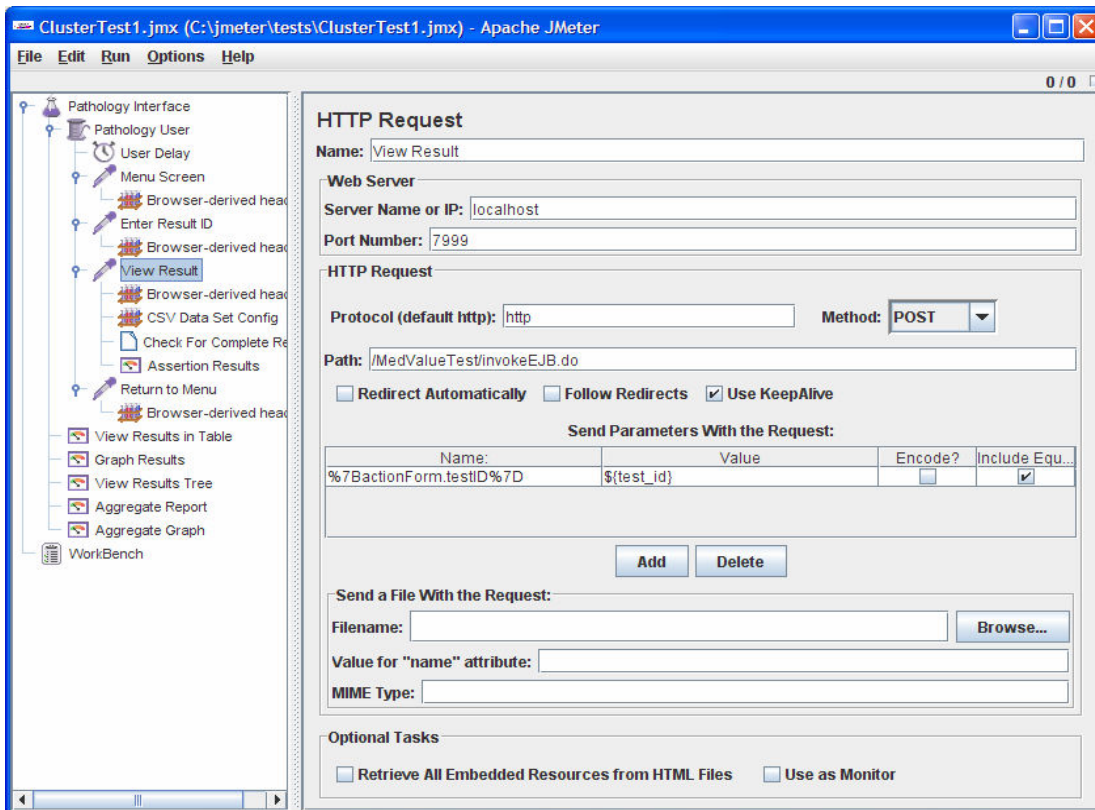 ClusterTest1.jmx (C:\jmeter\tests\ClusterTest1.jmx) - Apache JMeter
File Edit Run Options Help
0 / 0
Pathology Interface
Pathology User
User Delay
Menu Screen
Browser-derived head
Enter Result ID
Browser-derived head
View Result
Browser-derived head
CSV Data Set Config
Check For Complete Re
Assertion Results
Return to Menu
Browser-derived head
View Results in Table
Graph Results
View Results Tree
Aggregate Report
Aggregate Graph
WorkBench
HTTP Request
Name: View Result
Web Server
Server Name or IP: localhost
Port Number: 7999
HTTP Request
Protocol (default http): http Method: POST
Path: /MedValueTest/invokeEJB.do
Redirect Automatically Follow Redirects Use KeepAlive
Send Parameters With the Request:
Name: Value Encode? Include Equ...
%7BactionForm.testID%7D ${test_id}
Add Delete
Send a File With the Request:
Filename: Browse...
Value for "name" attribute:
MIME Type:
Optional Tasks
Retrieve All Embedded Resources from HTML Files Use as Monitor